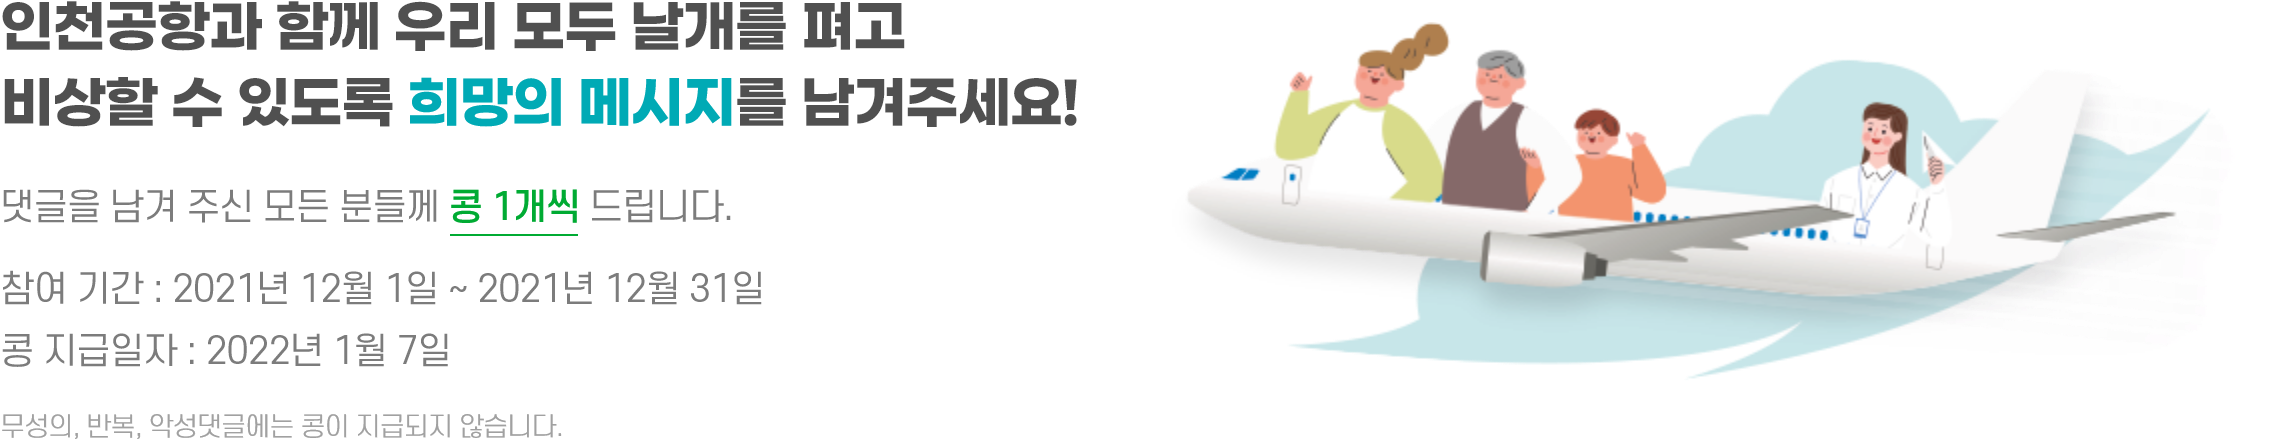 인천공항과 함께 우리 모두 날개를 펴고
비상할 수 있도록 희망의 메시지를 남겨주세요!
댓글을 남겨 주신 모든 분들께 콩 1개씩 드립니다.
참여 기간 : 2021년 12월 1일 ~ 2021년 12월 31일
콩 지급일자 : 2022년 1월 7일
무성의, 반복, 악성댓글에는 콩이 지급되지 않습니다.